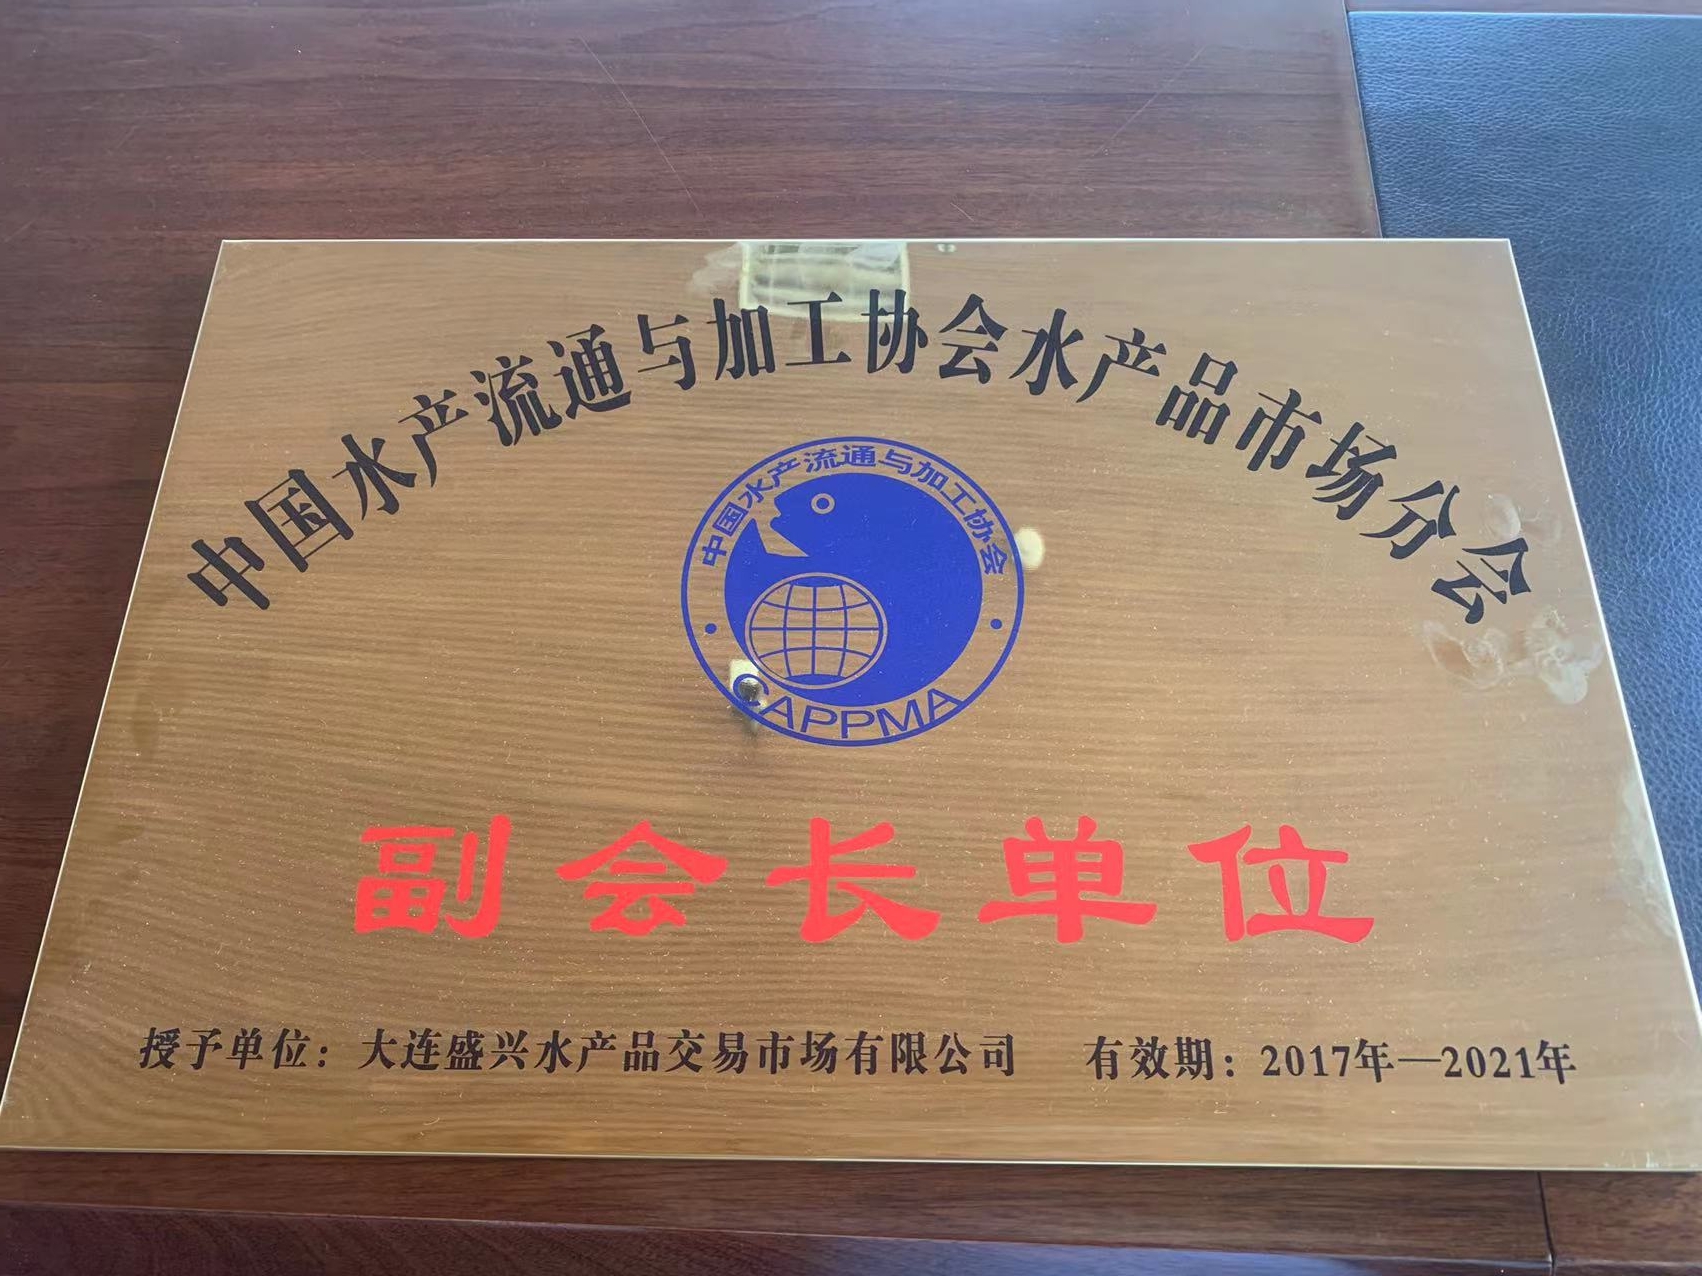 中国水产流通与加工协会水产品市场分会
中国水产流通与加工协会
CAPPMA
副会长单位
授予单位：大连盛兴水产品交易市场有限公司 有效期：2017年—2021年